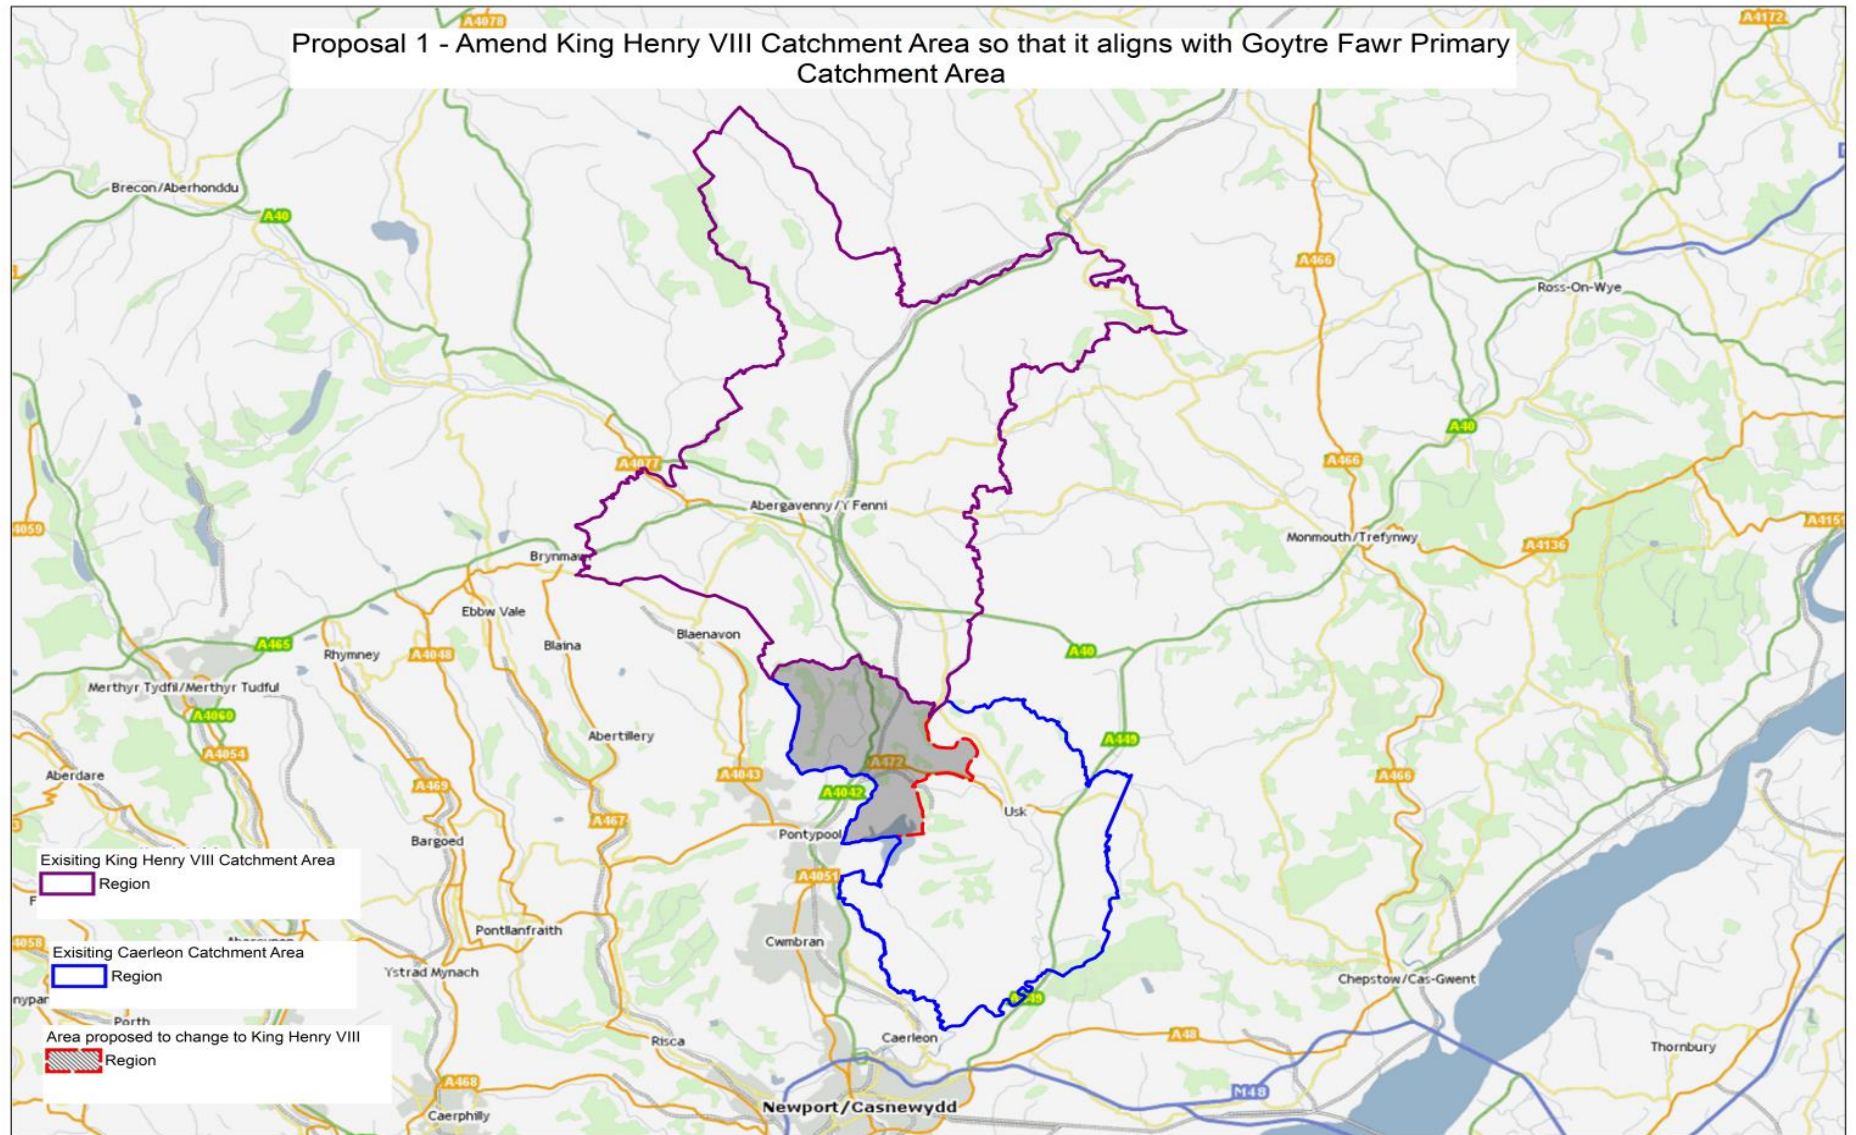 A4078
A4172
Proposal 1 - Amend King Henry VIII Catchment Area so that it aligns with Goytre Fawr Primary
Catchment Area
Brecon/Aberhonddu
A40
A466
Ross-On-Wye
A40
A4077
A466
Abergavenny/Y Fenni
4059
A4151
Monmouth/Trefynwy
A4136
Brynmaw
Ebbw Vale
Blaenavon
A465
Blaina
Rhymney
A4048
A40
Merthyr Tydfil/Merthyr Tudful
A4060
Abertillery
A449
A4054
A472
Aberdare
A4043
A466
A469
A4042
Usk
A467
Pontypool
Bargoed
Exisiting King Henry VIII Catchment Area
Region
A4051
Pontllanfraith
4058
Cwmbran
Exisiting Caerleon Catchment Area
Region
Ystrad Mynach
Chepstow/Cas-Gwent
nypan
Porth
Area proposed to change to King Henry VIII
Region
Risca
Caerleon
A48
Thornbury
A468
M48
Caerphilly
Newport/Casnewydd